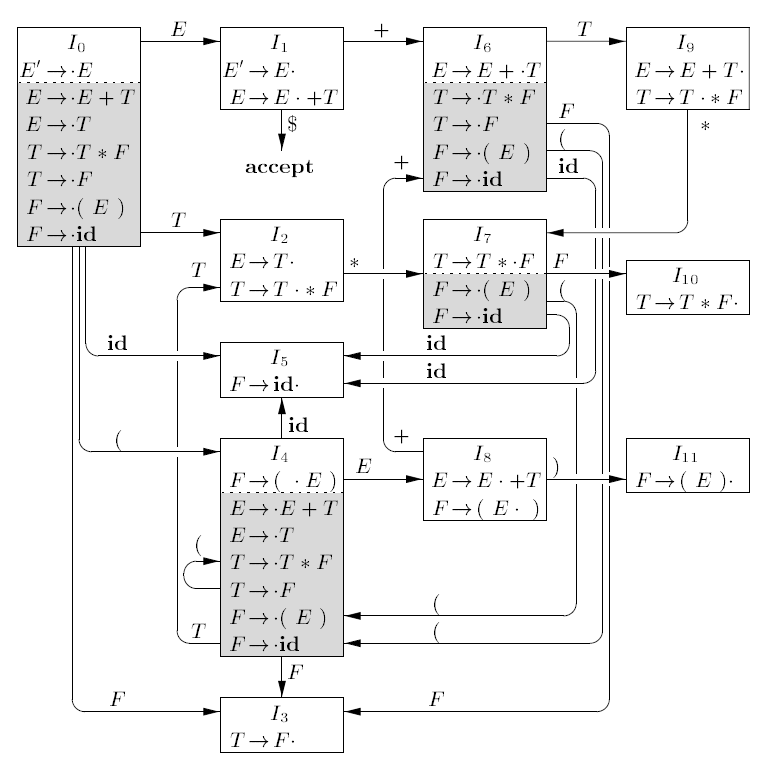 I₀
E′ → ·E
E → ·E + T
E → ·T
T → ·T * F
T → ·F
F → ·( E )
F → ·id
E
I₁
E′ → E·
E → E · +T
$
accept
+
I₆
E → E + ·T
T → ·T * F
T → ·F
F → ·( E )
F → ·id
T
I₉
E → E + T·
T → T · * F
*
F
(
id
+
T
I₂
E → T·
T → T · * F
*
I₇
T → T * ·F
F → ·( E )
F → ·id
F
(
I₁₀
T → T * F·
T
id
I₅
F → id·
id
id
id
(
I₄
F → ( · E )
E → ·E + T
E → ·T
T → ·T * F
T → ·F
F → ·( E )
F → ·id
E
+
I₈
E → E · +T
F → ( E · )
)
I₁₁
F → ( E )·
(
T
(
(
F
F
I₃
T → F·
F